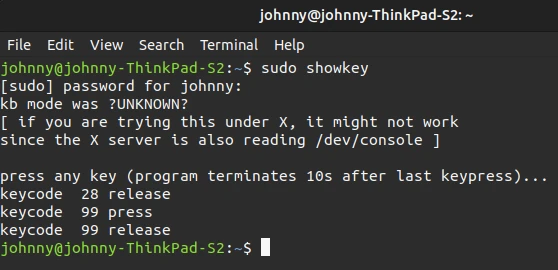 johnny@johnny-ThinkPad-S2: ~
File Edit View Search Terminal Help
johnny@johnny-ThinkPad-S2:~$ sudo showkey
[sudo] password for johnny:
kb mode was ?UNKNOWN?
[ if you are trying this under X, it might not work
since the X server is also reading /dev/console ]
press any key (program terminates 10s after last keypress)...
keycode  28 release
keycode  99 press
keycode  99 release
johnny@johnny-ThinkPad-S2:~$